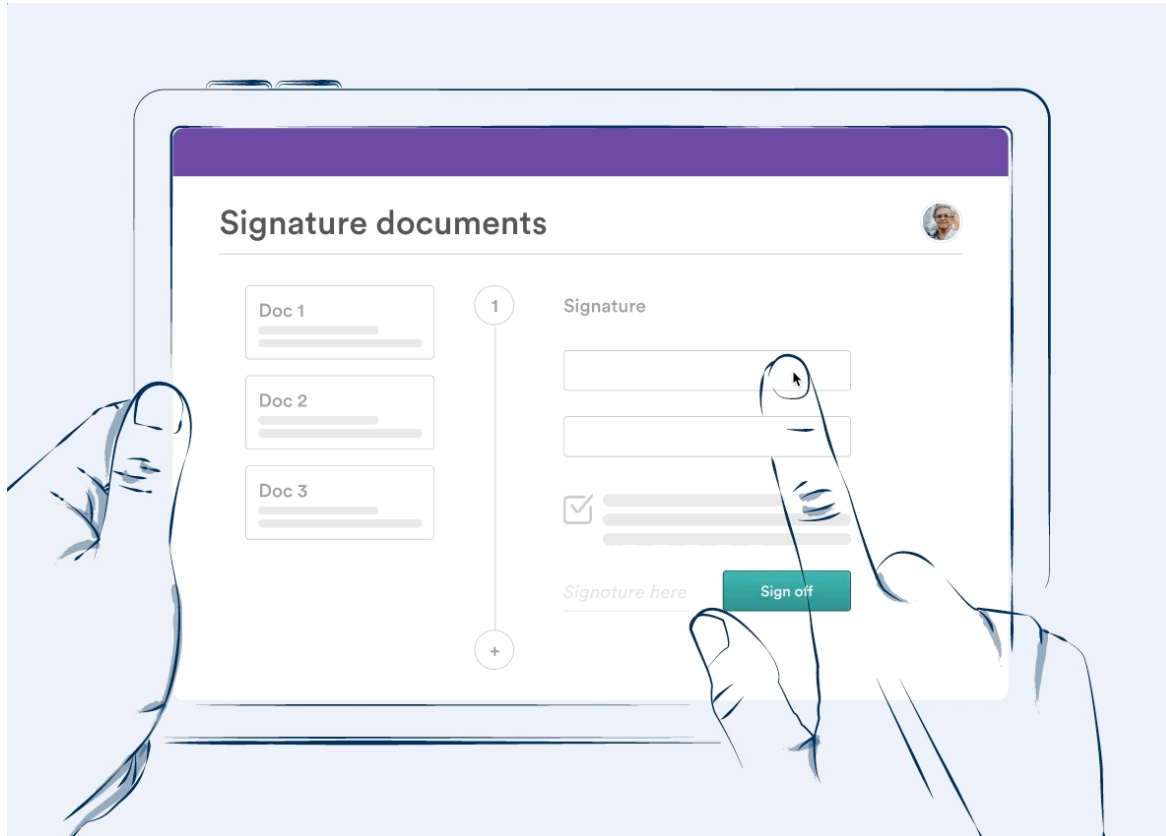 Signature documents
Doc 1
Doc 2
Doc 3
1
+
Signature
Signature here
Sign off